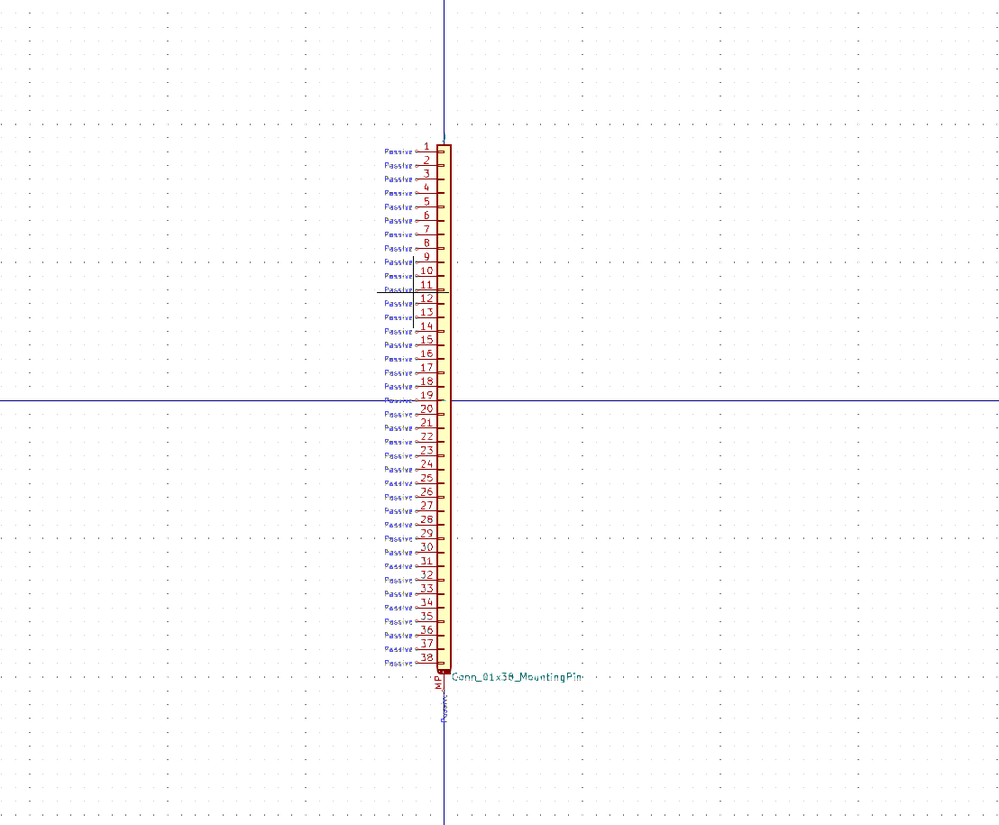 J
Passive 1
Passive 2
Passive 3
Passive 4
Passive 5
Passive 6
Passive 7
Passive 8
Passive 9
Passive 10
Passive 11
Passive 12
Passive 13
Passive 14
Passive 15
Passive 16
Passive 17
Passive 18
Passive 19
Passive 20
Passive 21
Passive 22
Passive 23
Passive 24
Passive 25
Passive 26
Passive 27
Passive 28
Passive 29
Passive 30
Passive 31
Passive 32
Passive 33
Passive 34
Passive 35
Passive 36
Passive 37
Passive 38
Conn_01x38_MountingPin
MP
Passive